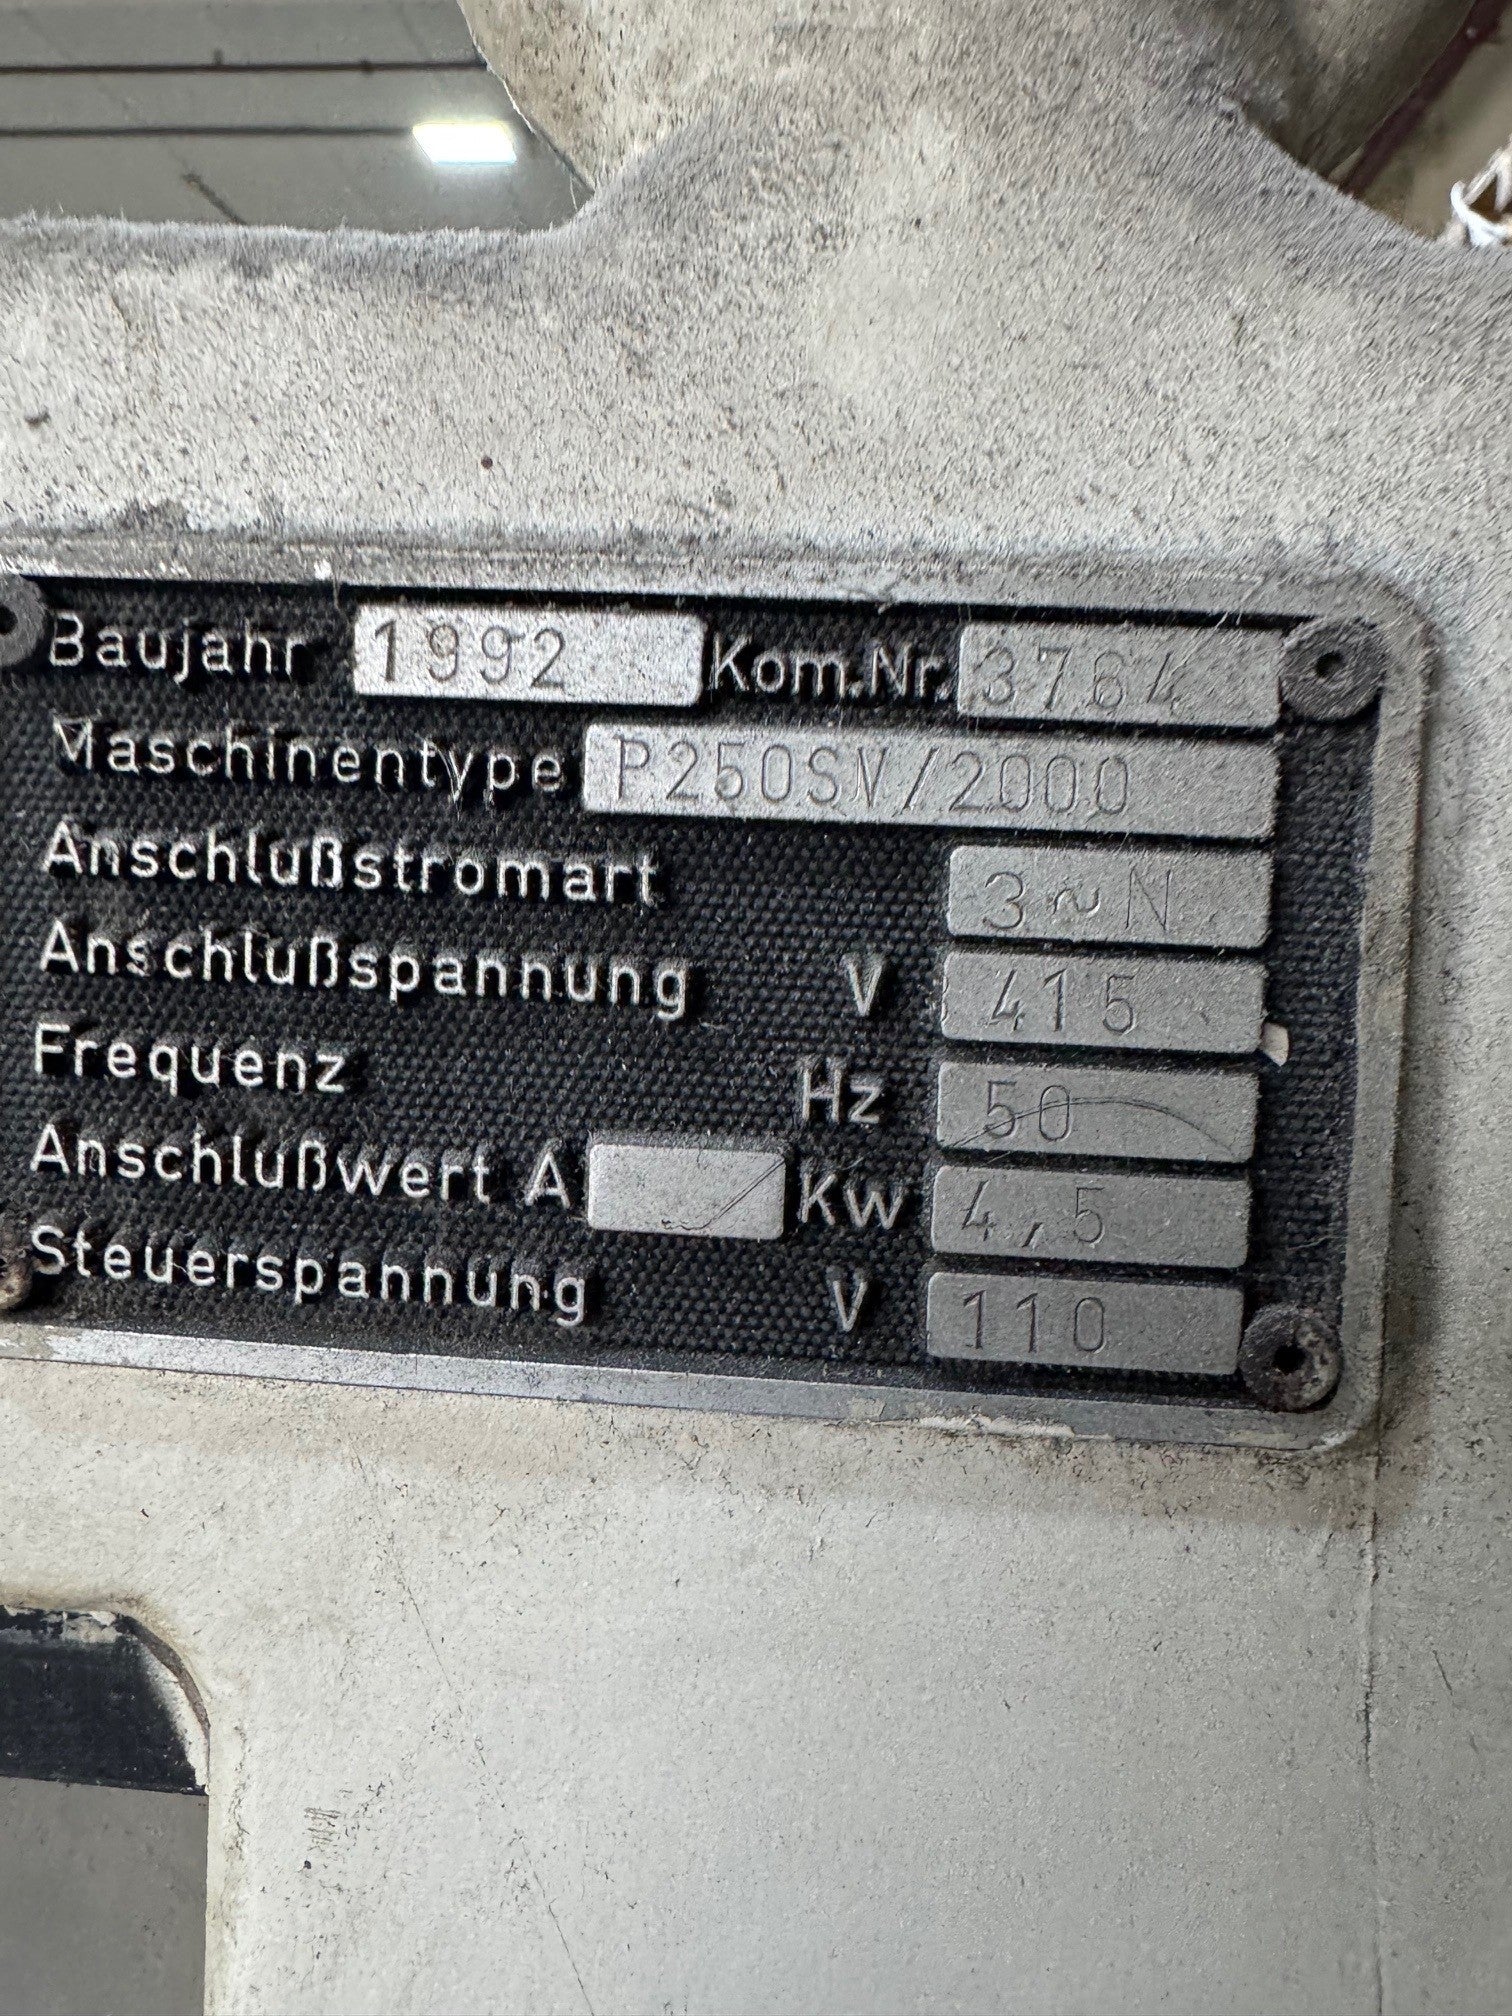 Baujahr 1992 Kom.Nr. 3764
Maschinentype P250SV/2000
Anschlußstromart 3~N
Anschlußspannung V 415
Frequenz Hz 50
Anschlußwert A Kw 4,5
Steuerspannung V 110